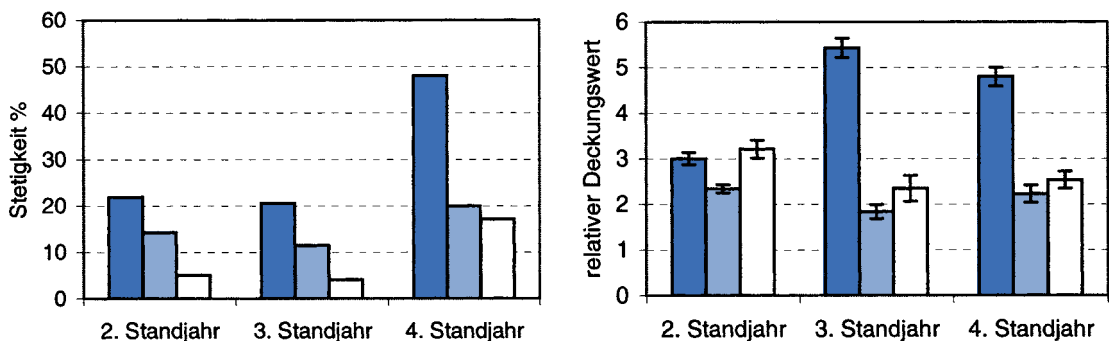 Stetigkeit %
60
50
40
30
20
10
0
2. Standjahr
3. Standjahr
4. Standjahr
relativer Deckungswert
6
5
4
3
2
1
0
2. Standjahr
3. Standjahr
4. Standjahr